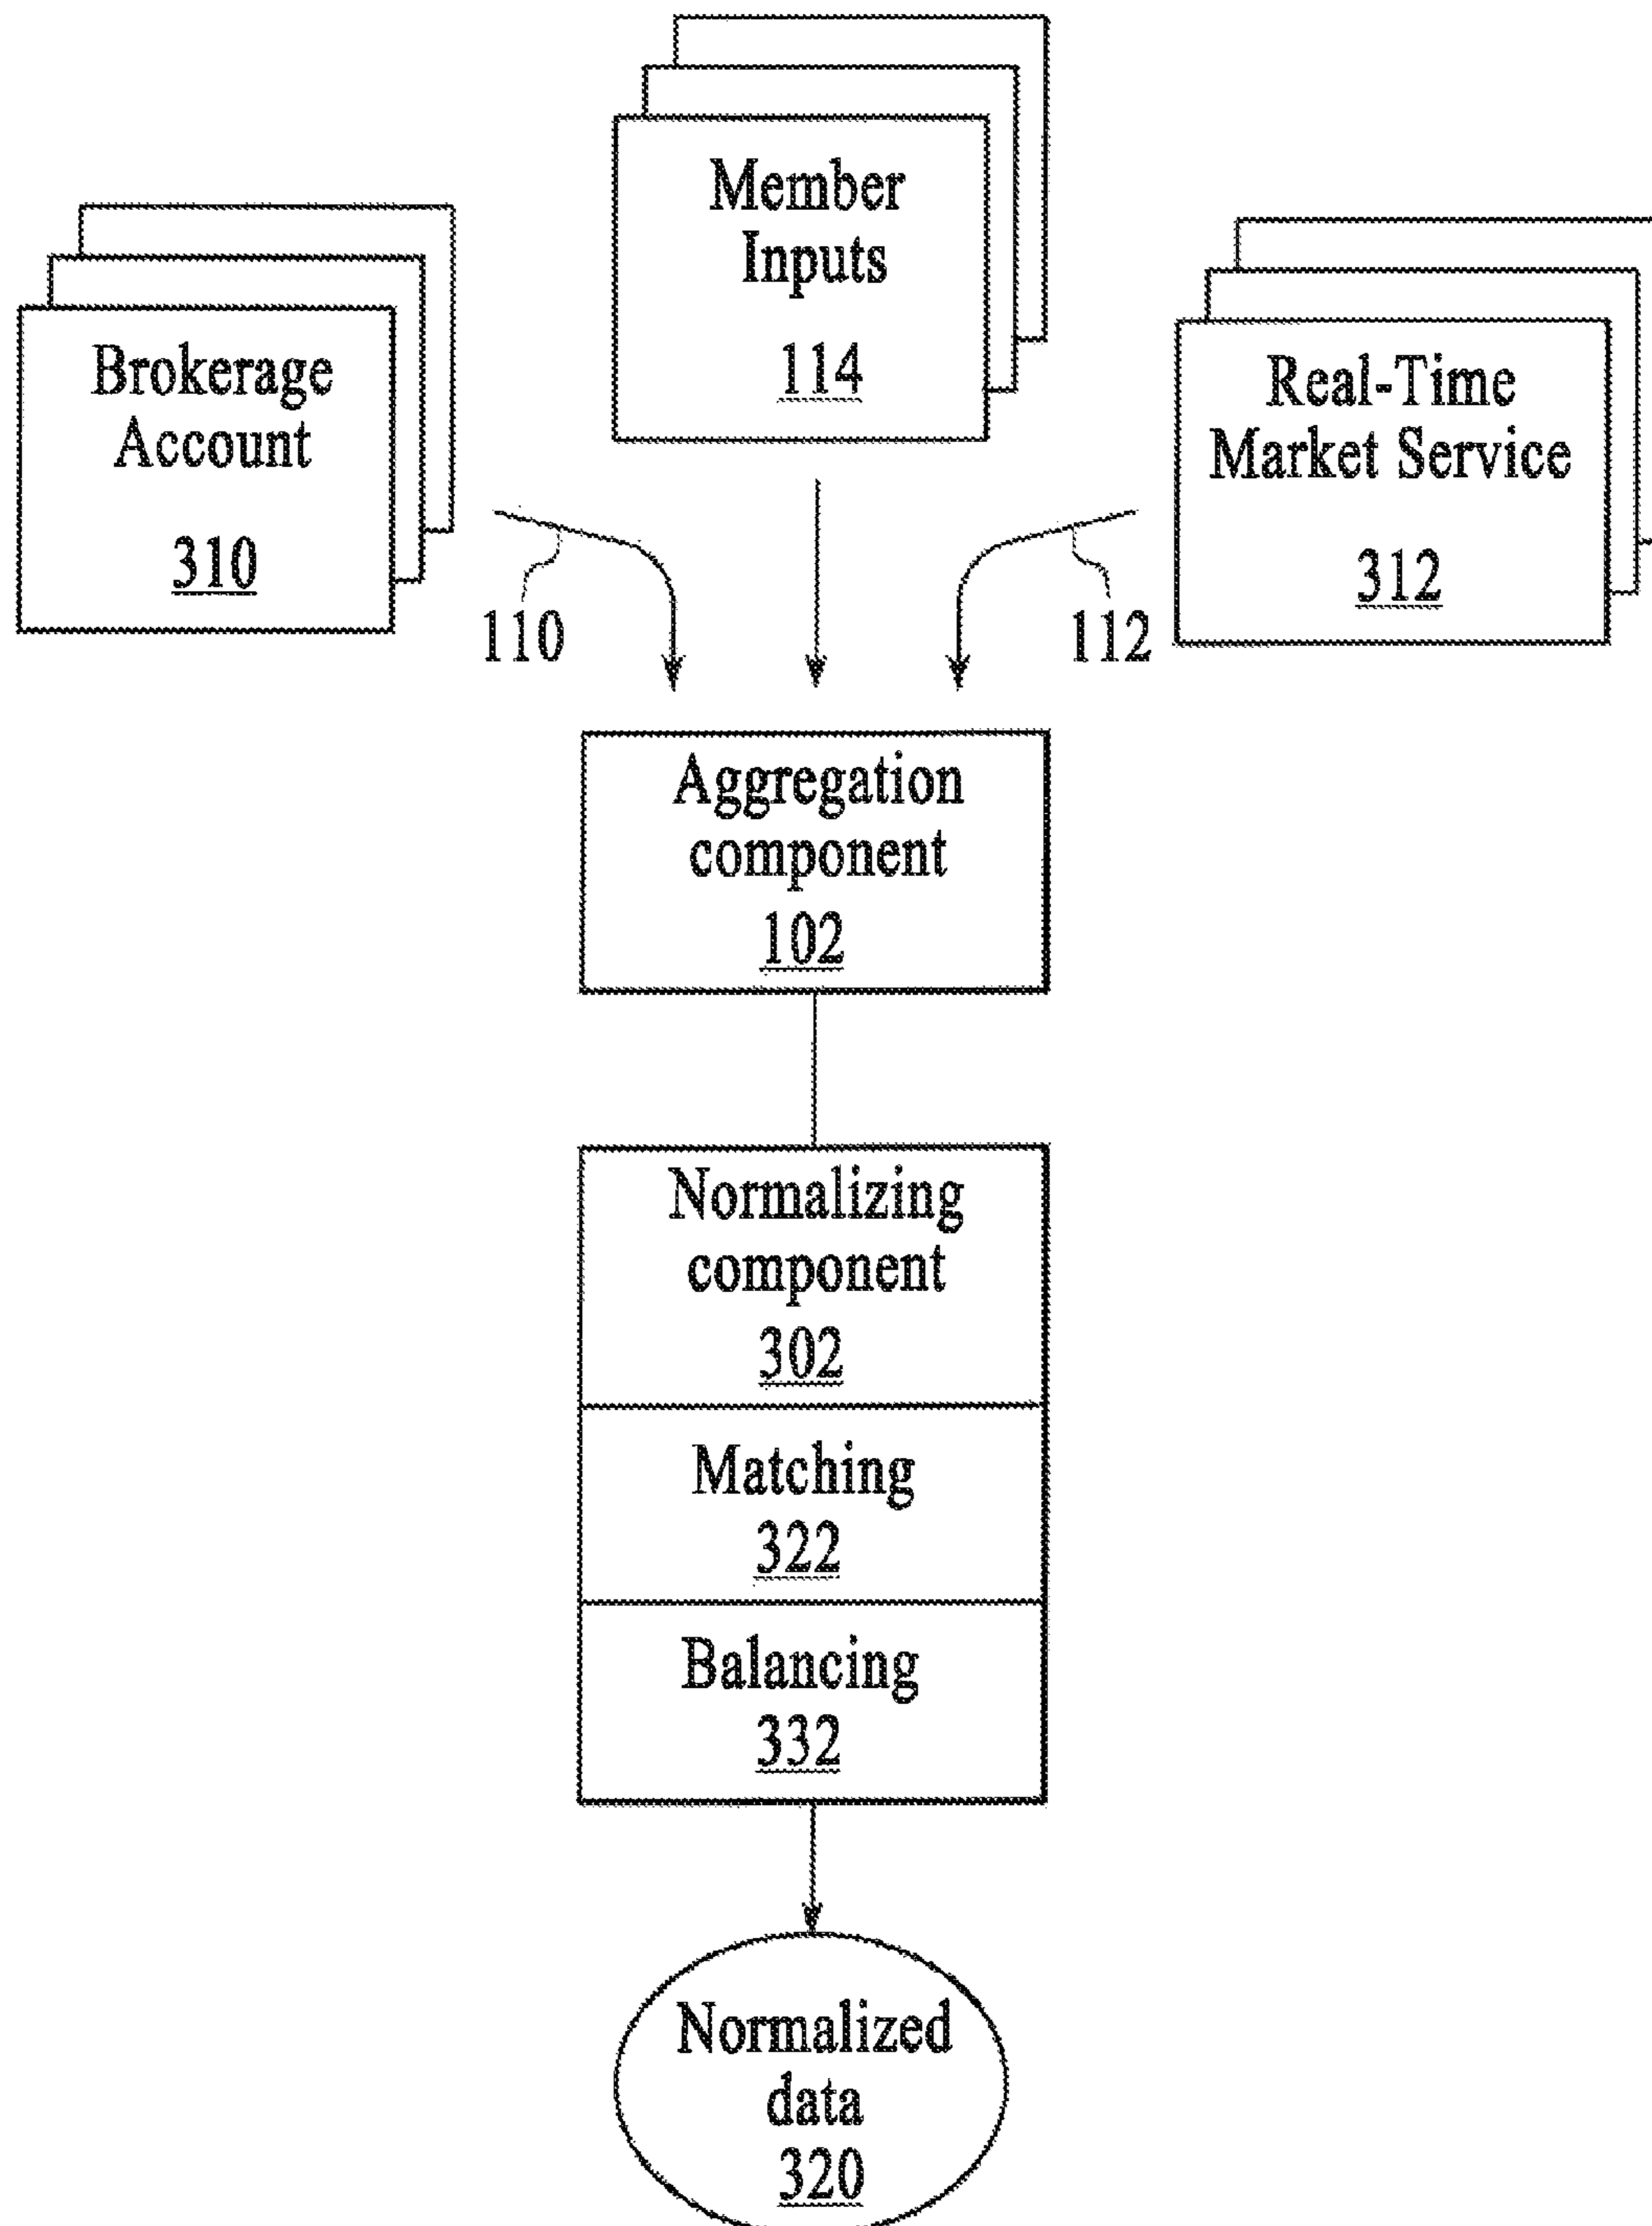 Member
Inputs
114
Brokerage
Account
310
Real-Time
Market Service
312
110
112
Aggregation
component
102
Normalizing
component
302
Matching
322
Balancing
332
Normalized
data
320